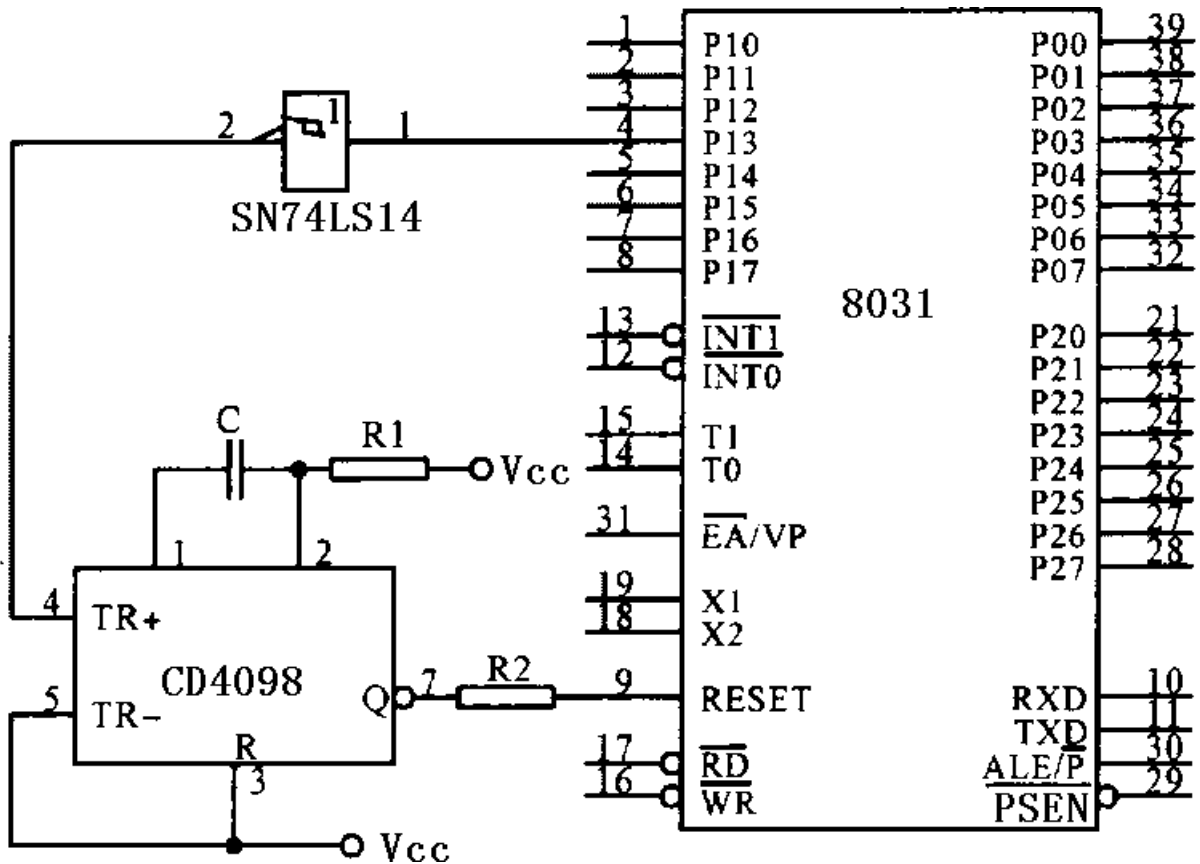 1 P10 P00 39
2 P11 P01 38
3 P12 P02 37
2 1 1 4 P13 P03 36
SN74LS14
5 P14 P04 35
6 P15 P05 34
7 P16 P06 33
8 P17 P07 32
8031
13 INT1 P20 21
12 INT0 P21 22
P22 23
15 T1 P23 24
14 T0 P24 25
C R1 Vcc
P25 26
31 EA/VP P26 27
P27 28
1 2
19 X1
18 X2
4 TR+
CD4098
5 TR-
Q 7 R2 9 RESET RXD 10
TXD 11
R
3
17 RD ALE/P 30
16 WR PSEN 29
Vcc